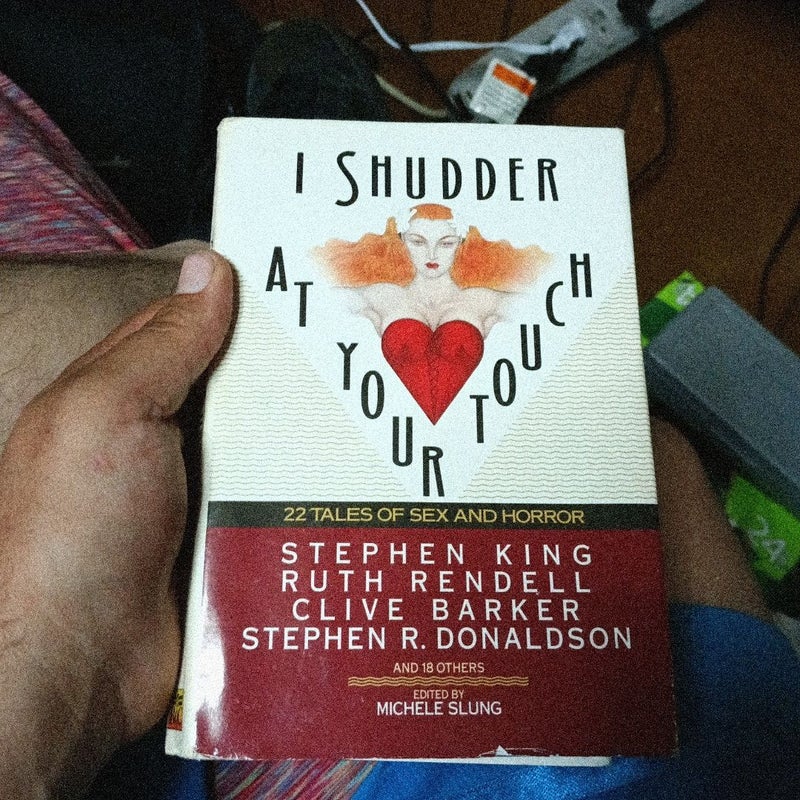 I SHUDDER
AT YOUR TOUCH
22 TALES OF SEX AND HORROR
STEPHEN KING
RUTH RENDELL
CLIVE BARKER
STEPHEN R. DONALDSON
AND 18 OTHERS
EDITED BY
MICHELE SLUNG
24